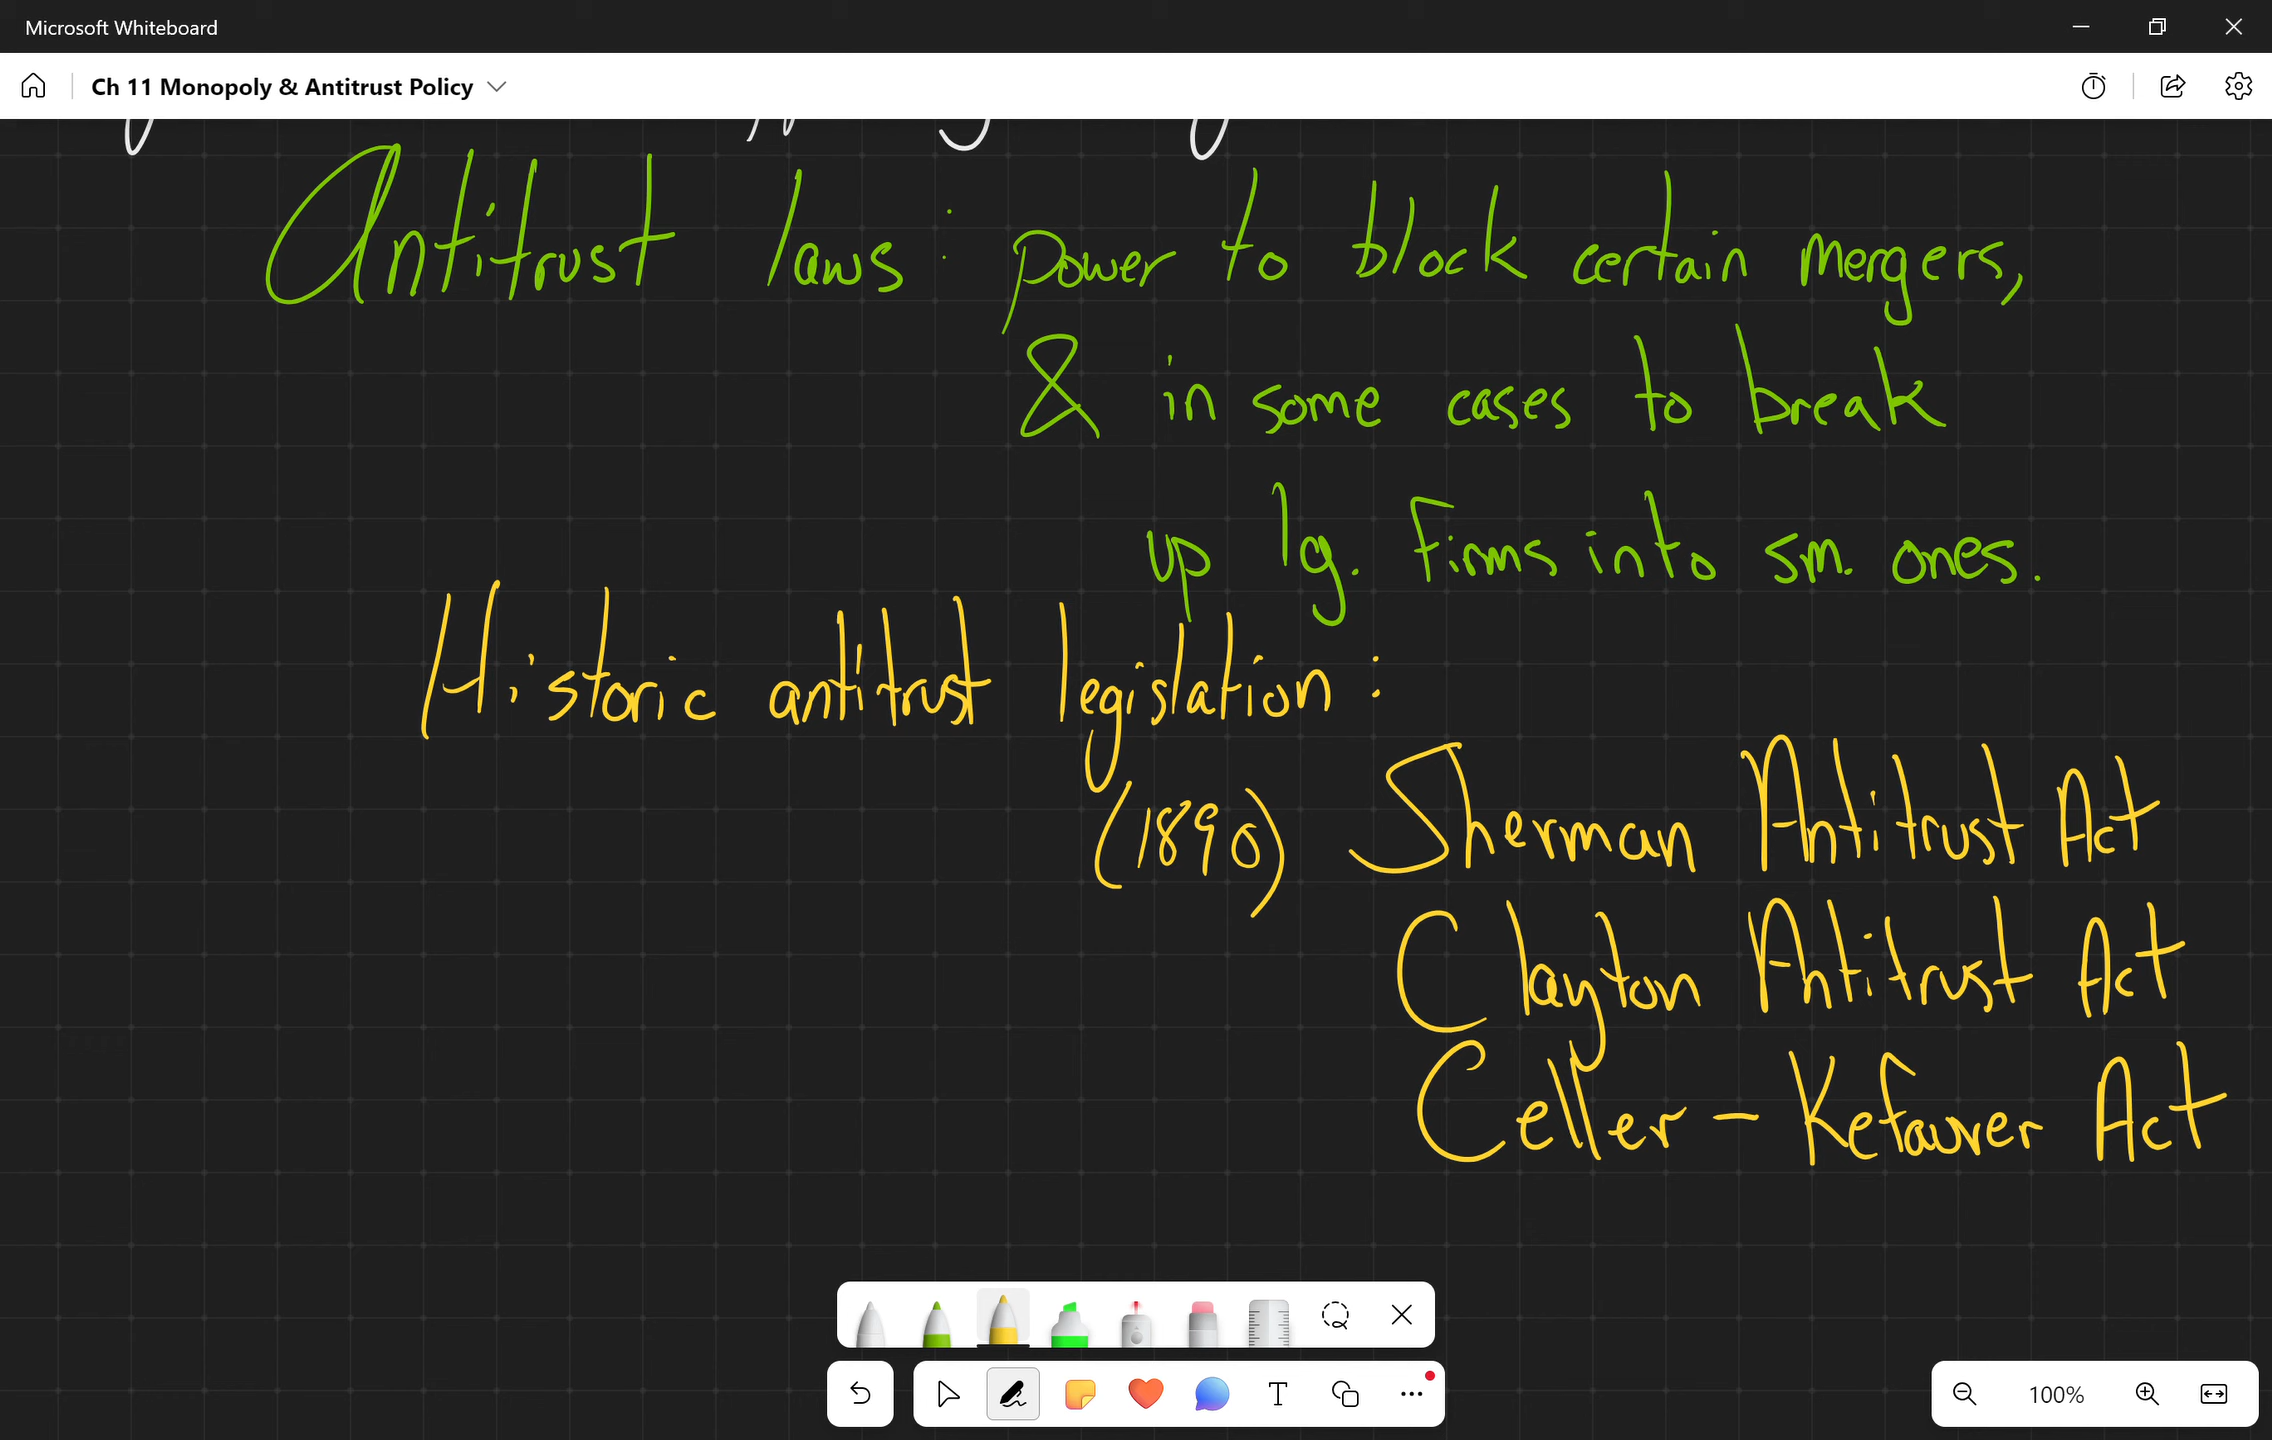 Microsoft Whiteboard
Ch 11 Monopoly & Antitrust Policy
Antitrust laws: power to block certain mergers,
& in some cases to break
up lg. firms into sm. ones.
Historic antitrust legislation:
(1890) Sherman Antitrust Act
Clayton Antitrust Act
Celler-Kefauver Act
100%